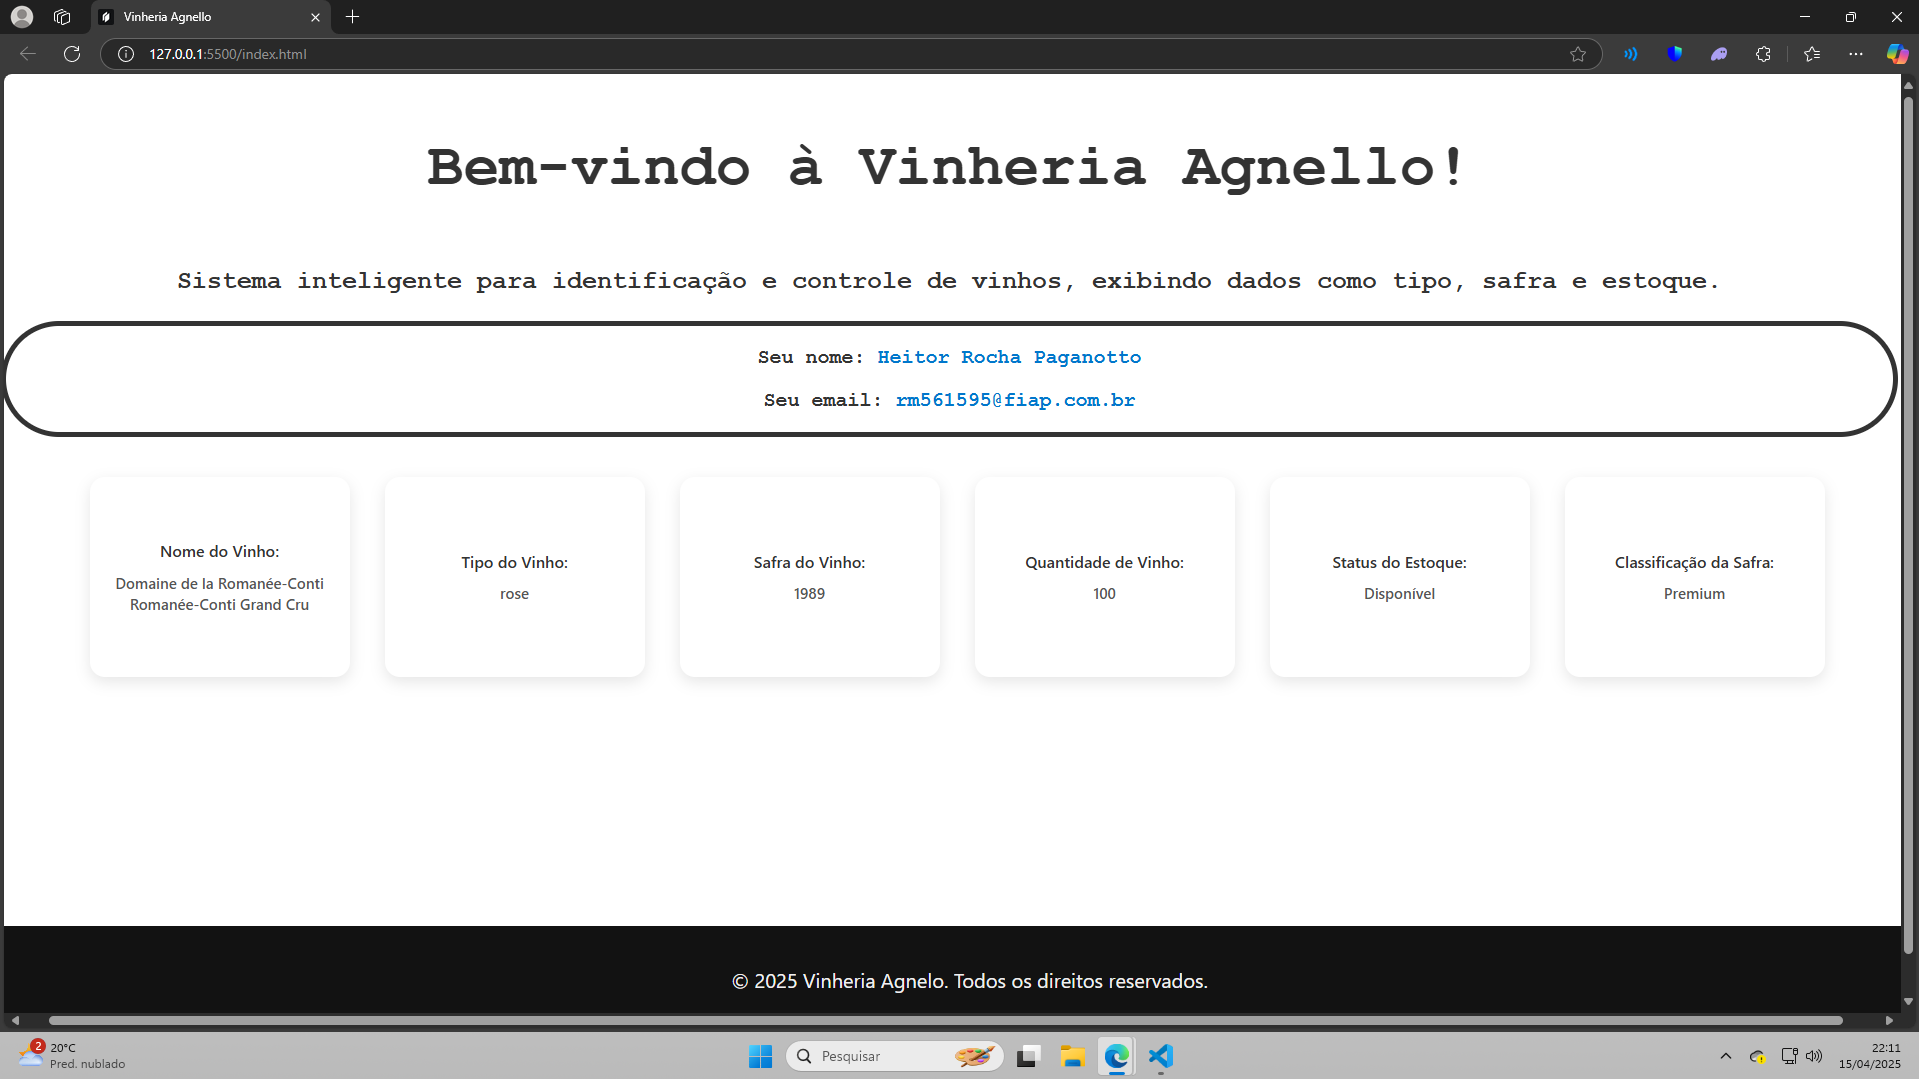 Vinheria Agnello
127.0.0.1:5500/index.html
Bem-vindo à Vinheria Agnello!
Sistema inteligente para identificação e controle de vinhos, exibindo dados como tipo, safra e estoque.
Seu nome: Heitor Rocha Paganotto
Seu email: rm561595@fiap.com.br
Nome do Vinho:
Domaine de la Romanée-Conti
Romanée-Conti Grand Cru
Tipo do Vinho:
rose
Safra do Vinho:
1989
Quantidade de Vinho:
100
Status do Estoque:
Disponível
Classificação da Safra:
Premium
© 2025 Vinheria Agnelo. Todos os direitos reservados.
2
20°C
Pred. nublado
Pesquisar
22:11
15/04/2025